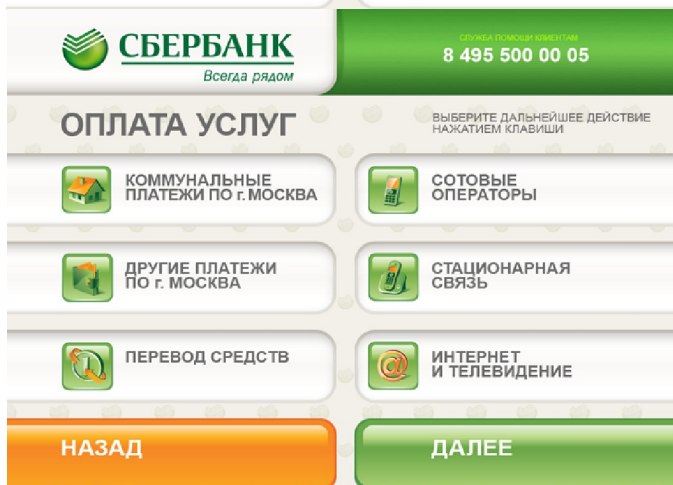 СБЕРБАНК
Всегда рядом
СЛУЖБА ПОМОЩИ КЛИЕНТАМ
8 495 500 00 05
ОПЛАТА УСЛУГ
ВЫБЕРИТЕ ДАЛЬНЕЙШЕЕ ДЕЙСТВИЕ
НАЖАТИЕМ КЛАВИШИ
КОММУНАЛЬНЫЕ
ПЛАТЕЖИ ПО г. МОСКВА
СОТОВЫЕ
ОПЕРАТОРЫ
ДРУГИЕ ПЛАТЕЖИ
ПО г. МОСКВА
СТАЦИОНАРНАЯ
СВЯЗЬ
ПЕРЕВОД СРЕДСТВ
ИНТЕРНЕТ
И ТЕЛЕВИДЕНИЕ
НАЗАД
ДАЛЕЕ